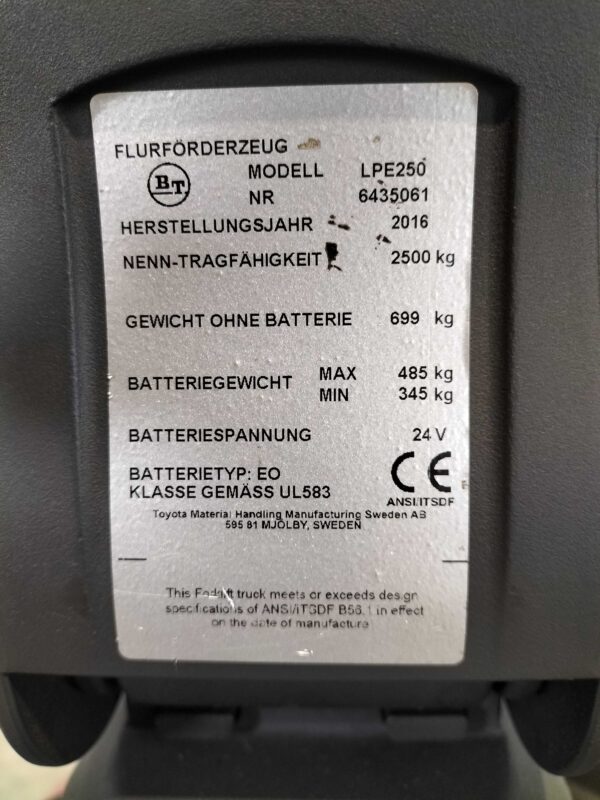 FLURFÖRDERZEUG
BT MODELL LPE250
NR 6435061
HERSTELLUNGSJAHR 2016
NENN-TRAGFÄHIGKEIT 2500 kg
GEWICHT OHNE BATTERIE 699 kg
BATTERIEGEWICHT MAX 485 kg
MIN 345 kg
BATTERIESPANNUNG 24 V
BATTERIETYP: EO
KLASSE GEMÄSS UL583
CE
ANSI/ITSDF
Toyota Material Handling Manufacturing Sweden AB
595 81 MJÖLBY, SWEDEN
This Forklift truck meets or exceeds design
specifications of ANSI/ITSDF B56.1 in effect
on the date of manufacture